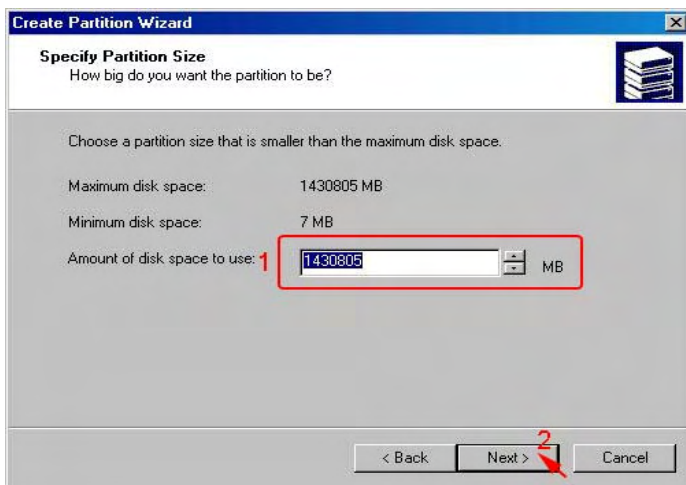 Create Partition Wizard
Specify Partition Size
How big do you want the partition to be?
Choose a partition size that is smaller than the maximum disk space.
Maximum disk space: 1430805 MB
Minimum disk space: 7 MB
Amount of disk space to use: 1 1430805 MB
2
< Back Next > Cancel